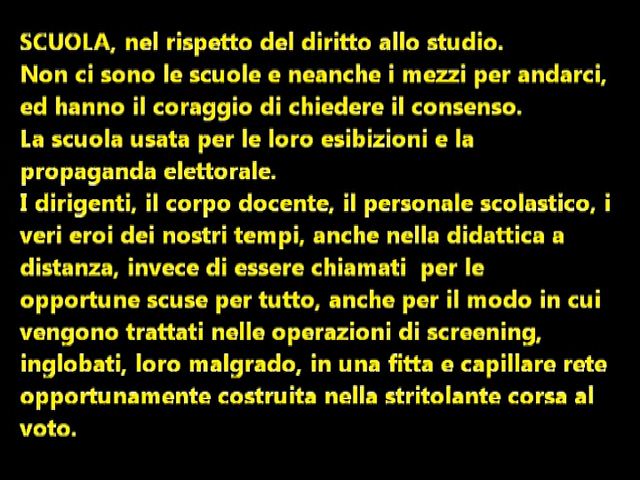 SCUOLA, nel rispetto del diritto allo studio.
Non ci sono le scuole e neanche i mezzi per andarci,
ed hanno il coraggio di chiedere il consenso.
La scuola usata per le loro esibizioni e la
propaganda elettorale.
I dirigenti, il corpo docente, il personale scolastico, i
veri eroi dei nostri tempi, anche nella didattica a
distanza, invece di essere chiamati  per le
opportune scuse per tutto, anche per il modo in cui
vengono trattati nelle operazioni di screening,
inglobati, loro malgrado, in una fitta e capillare rete
opportunamente costruita nella stritolante corsa al
voto.